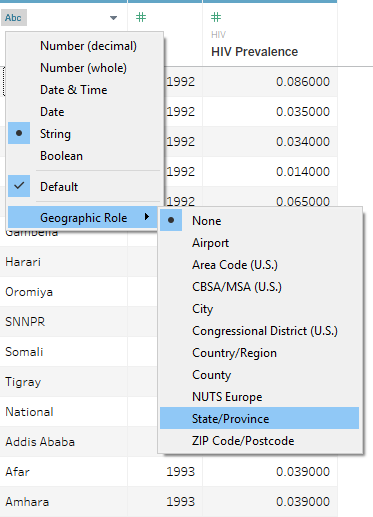 Abc
#
#
HIV
HIV Prevalence
Number (decimal)
Number (whole)
Date & Time
Date
String
Boolean
Default
Geographic Role
None
Airport
Area Code (U.S.)
CBSA/MSA (U.S.)
City
Congressional District (U.S.)
Country/Region
County
NUTS Europe
State/Province
ZIP Code/Postcode
1992 0.086000
1992 0.035000
1992 0.034000
1992 0.014000
1992 0.065000
Gambella
Harari
Oromiya
SNNPR
Somali
Tigray
National
Addis Ababa
Afar 1993 0.039000
Amhara 1993 0.039000